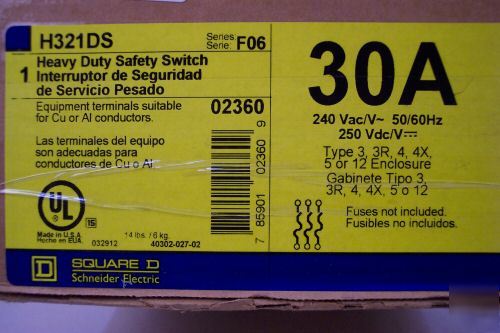 H321DS
Series:
Serie:
F06
1
Heavy Duty Safety Switch
Interruptor de Seguridad
de Servicio Pesado
Equipment terminals suitable
for Cu or Al conductors.
Las terminales del equipo
son adecuadas para
conductores de Cu o Al.
02360
7 85901 02360 9
UL
15
Made in U.S.A.
Hecho en EUA.
032912
14 lbs. / 6 kg.
40302-027-02
30A
240 Vac/V~ 50/60Hz
250 Vdc/V⎓
Type 3, 3R, 4, 4X,
5 or 12 Enclosure
Gabinete Tipo 3,
3R, 4, 4X, 5 o 12
Fuses not included.
Fusibles no incluidos.
D
SQUARE D
Schneider Electric